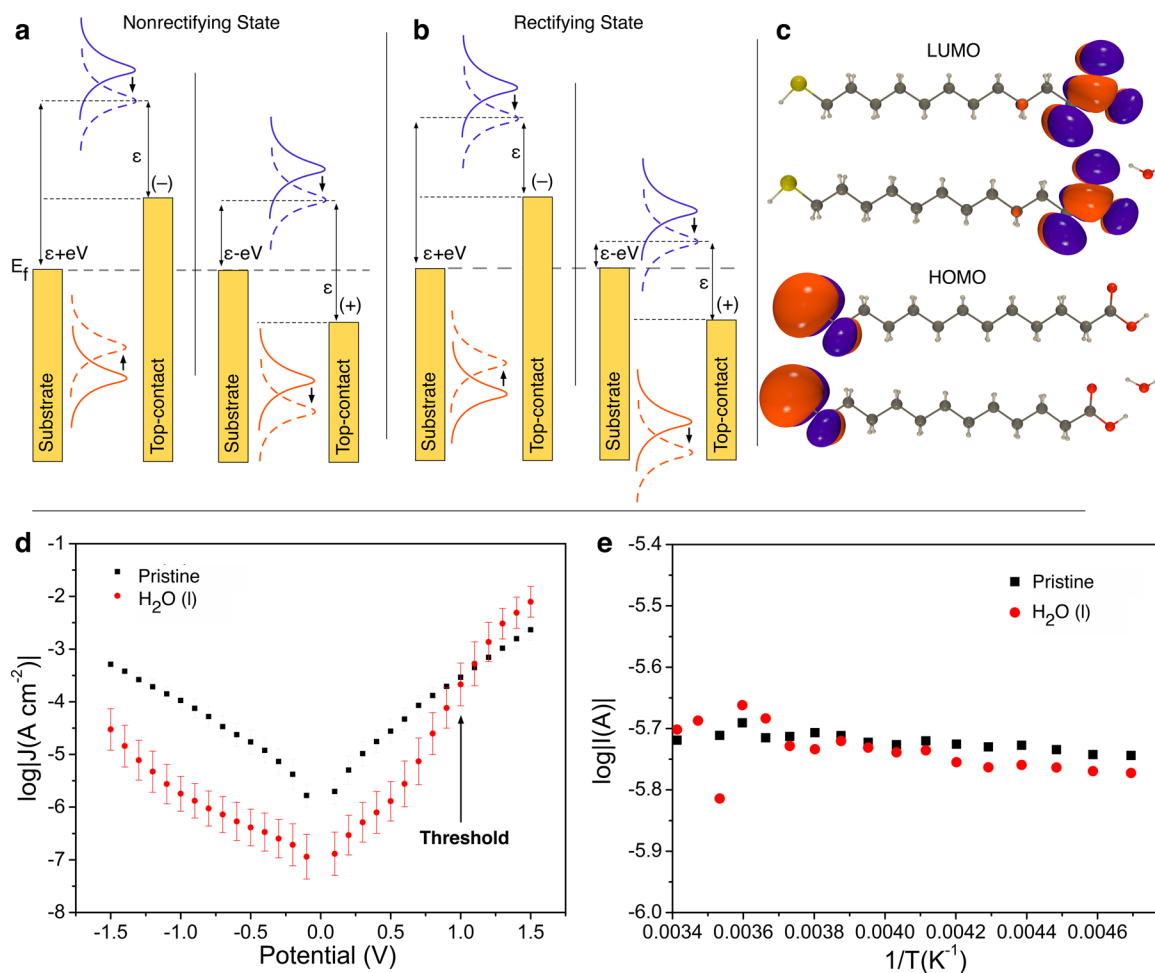 a
Nonrectifying State
b
Rectifying State
c
LUMO
HOMO
ε
(–)
ε+eV
E_f
Substrate
Top-contact
ε-eV
ε
(+)
Substrate
Top-contact
ε
(–)
ε+eV
Substrate
Top-contact
ε-eV
ε
(+)
Substrate
Top-contact
d
log|J(A cm⁻²)|
-1
-2
-3
-4
-5
-6
-7
-8
Pristine
H₂O (l)
Threshold
-1.5
-1.0
-0.5
0.0
0.5
1.0
1.5
Potential (V)
e
log|I(A)|
-5.4
-5.5
-5.6
-5.7
-5.8
-5.9
-6.0
Pristine
H₂O (l)
0.0034
0.0036
0.0038
0.0040
0.0042
0.0044
0.0046
1/T(K⁻¹)